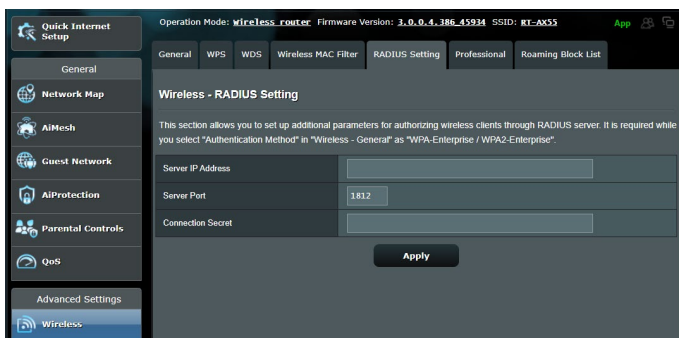 Quick Internet
Setup
Operation Mode: wireless router Firmware Version: 3.0.0.4.386_45934 SSID: RT-AX55
App
General
WPS
WDS
Wireless MAC Filter
RADIUS Setting
Professional
Roaming Block List
General
Network Map
AiMesh
Guest Network
AiProtection
Parental Controls
QoS
Advanced Settings
Wireless
Wireless - RADIUS Setting
This section allows you to set up additional parameters for authorizing wireless clients through RADIUS server. It is required while
you select "Authentication Method" in "Wireless - General" as "WPA-Enterprise / WPA2-Enterprise".
Server IP Address
Server Port
1812
Connection Secret
Apply